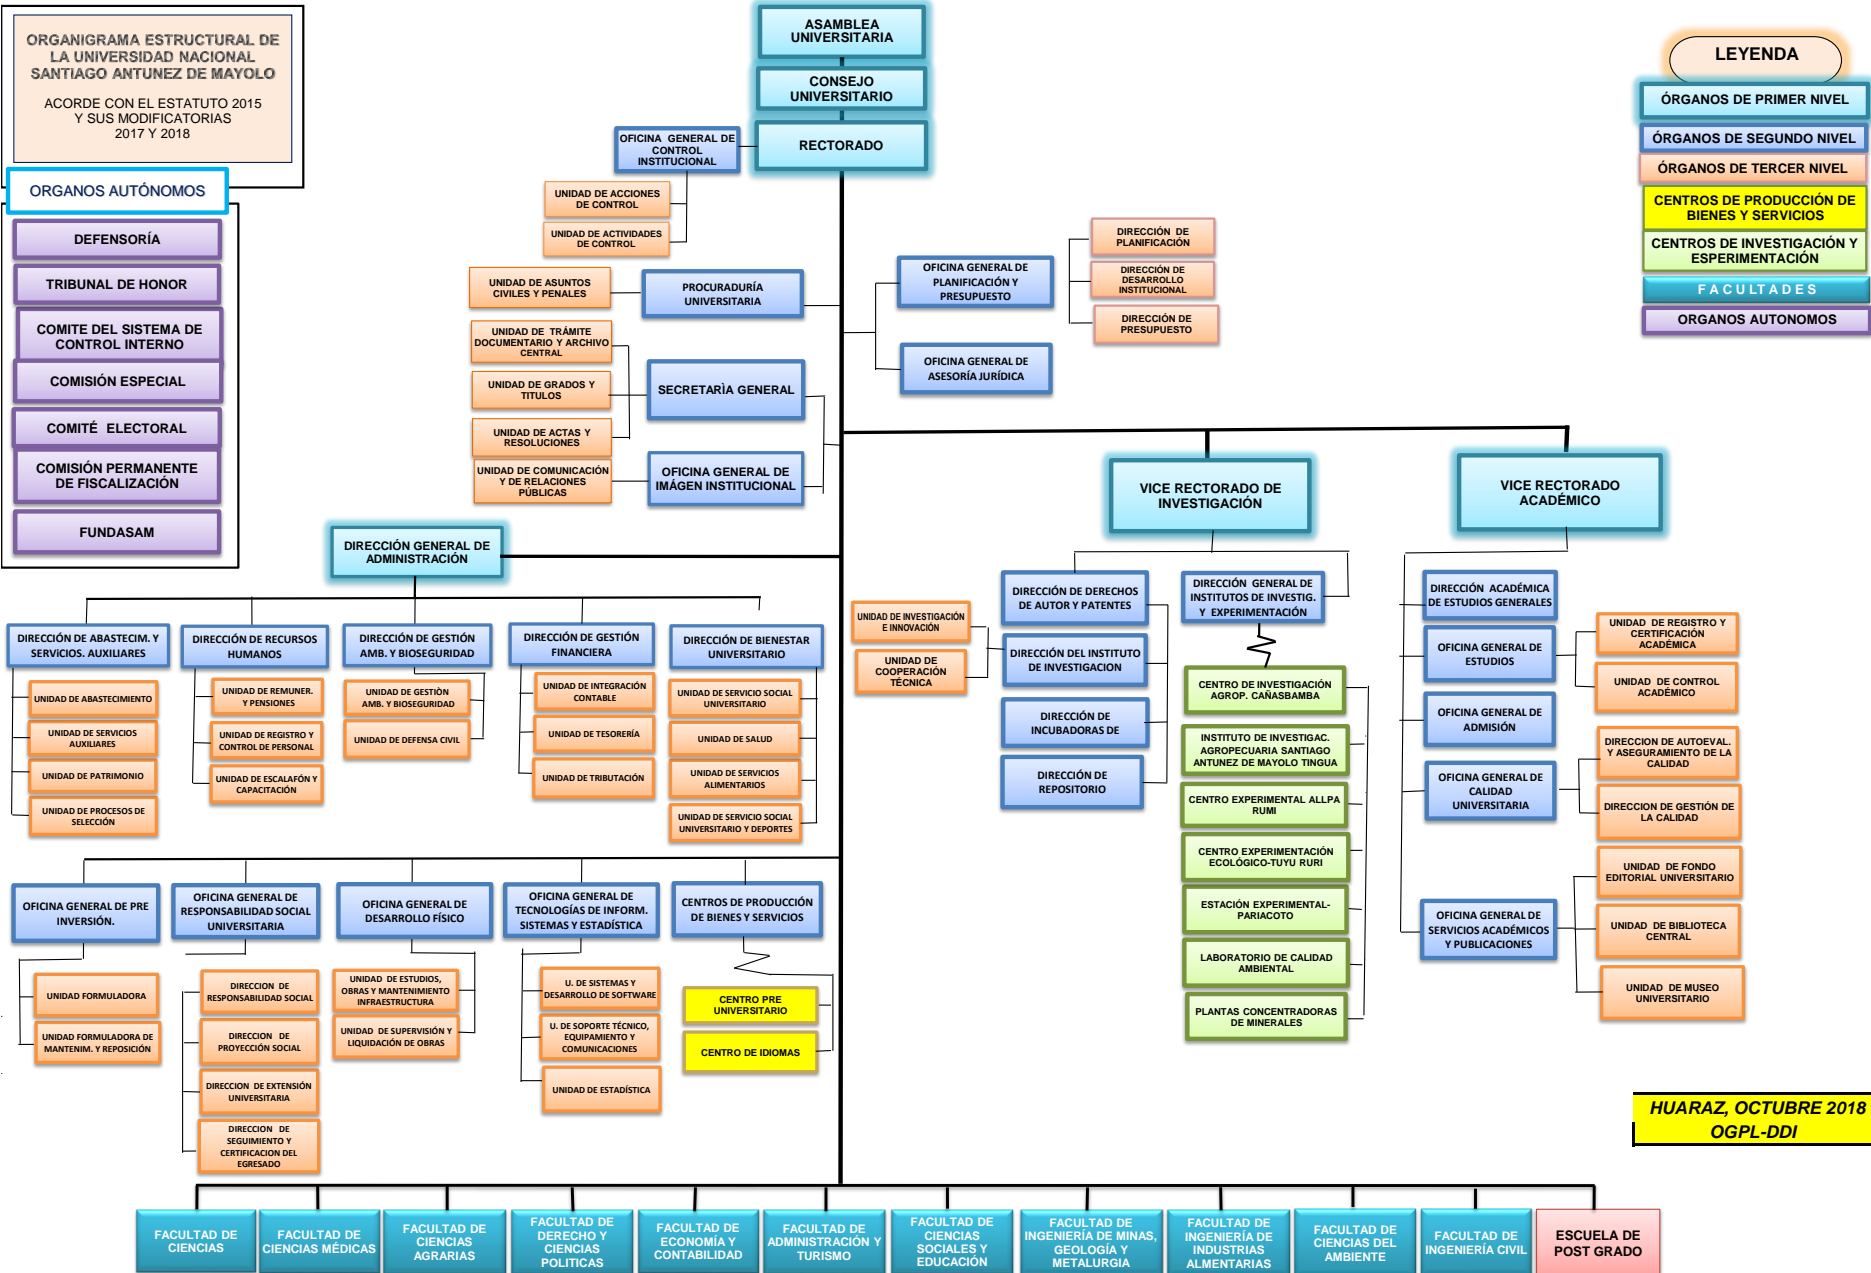 ORGANIGRAMA ESTRUCTURAL DE
LA UNIVERSIDAD NACIONAL
SANTIAGO ANTUNEZ DE MAYOLO
ACORDE CON EL ESTATUTO 2015
Y SUS MODIFICATORIAS
2017 Y 2018
ORGANOS AUTÓNOMOS
DEFENSORÍA
TRIBUNAL DE HONOR
COMITE DEL SISTEMA DE
CONTROL INTERNO
COMISIÓN ESPECIAL
COMITÉ ELECTORAL
COMISIÓN PERMANENTE
DE FISCALIZACIÓN
FUNDASAM
ASAMBLEA
UNIVERSITARIA
CONSEJO
UNIVERSITARIO
RECTORADO
OFICINA GENERAL DE
CONTROL
INSTITUCIONAL
UNIDAD DE ACCIONES
DE CONTROL
UNIDAD DE ACTIVIDADES
DE CONTROL
UNIDAD DE ASUNTOS
CIVILES Y PENALES
PROCURADURÍA
UNIVERSITARIA
UNIDAD DE TRÁMITE
DOCUMENTARIO Y ARCHIVO
CENTRAL
UNIDAD DE GRADOS Y
TITULOS
UNIDAD DE ACTAS Y
RESOLUCIONES
SECRETARÌA GENERAL
UNIDAD DE COMUNICACIÓN
Y DE RELACIONES
PÚBLICAS
OFICINA GENERAL DE
IMÁGEN INSTITUCIONAL
OFICINA GENERAL DE
PLANIFICACIÓN Y
PRESUPUESTO
DIRECCIÓN DE
PLANIFICACIÓN
DIRECCIÓN DE
DESARROLLO
INSTITUCIONAL
DIRECCIÓN DE
PRESUPUESTO
OFICINA GENERAL DE
ASESORÍA JURÍDICA
LEYENDA
ÓRGANOS DE PRIMER NIVEL
ÓRGANOS DE SEGUNDO NIVEL
ÓRGANOS DE TERCER NIVEL
CENTROS DE PRODUCCIÓN DE
BIENES Y SERVICIOS
CENTROS DE INVESTIGACIÓN Y
ESPERIMENTACIÓN
F A C U L T A D E S
ORGANOS AUTONOMOS
DIRECCIÓN GENERAL DE
ADMINISTRACIÓN
DIRECCIÓN DE ABASTECIM. Y
SERVICIOS. AUXILIARES
UNIDAD DE ABASTECIMIENTO
UNIDAD DE SERVICIOS
AUXILIARES
UNIDAD DE PATRIMONIO
UNIDAD DE PROCESOS DE
SELECCIÓN
DIRECCIÓN DE RECURSOS
HUMANOS
UNIDAD DE REMUNER.
Y PENSIONES
UNIDAD DE REGISTRO Y
CONTROL DE PERSONAL
UNIDAD DE ESCALAFÓN Y
CAPACITACIÓN
DIRECCIÓN DE GESTIÓN
AMB. Y BIOSEGURIDAD
UNIDAD DE GESTIÒN
AMB. Y BIOSEGURIDAD
UNIDAD DE DEFENSA CIVIL
DIRECCIÓN DE GESTIÓN
FINANCIERA
UNIDAD DE INTEGRACIÓN
CONTABLE
UNIDAD DE TESORERÍA
UNIDAD DE TRIBUTACIÓN
DIRECCIÓN DE BIENESTAR
UNIVERSITARIO
UNIDAD DE SERVICIO SOCIAL
UNIVERSITARIO
UNIDAD DE SALUD
UNIDAD DE SERVICIOS
ALIMENTARIOS
UNIDAD DE SERVICIO SOCIAL
UNIVERSITARIO Y DEPORTES
OFICINA GENERAL DE PRE
INVERSIÓN.
UNIDAD FORMULADORA
UNIDAD FORMULADORA DE
MANTENIM. Y REPOSICIÓN
OFICINA GENERAL DE
RESPONSABILIDAD SOCIAL
UNIVERSITARIA
DIRECCION DE
RESPONSABILIDAD SOCIAL
DIRECCION DE
PROYECCIÓN SOCIAL
DIRECCION DE EXTENSIÓN
UNIVERSITARIA
DIRECCION DE
SEGUIMIENTO Y
CERTIFICACION DEL
EGRESADO
OFICINA GENERAL DE
DESARROLLO FÍSICO
UNIDAD DE ESTUDIOS,
OBRAS Y MANTENIMIENTO
INFRAESTRUCTURA
UNIDAD DE SUPERVISIÓN Y
LIQUIDACIÓN DE OBRAS
OFICINA GENERAL DE
TECNOLOGÍAS DE INFORM.
SISTEMAS Y ESTADÍSTICA
U. DE SISTEMAS Y
DESARROLLO DE SOFTWARE
U. DE SOPORTE TÉCNICO,
EQUIPAMIENTO Y
COMUNICACIONES
UNIDAD DE ESTADÍSTICA
CENTROS DE PRODUCCIÓN
DE BIENES Y SERVICIOS
CENTRO PRE
UNIVERSITARIO
CENTRO DE IDIOMAS
VICE RECTORADO DE
INVESTIGACIÓN
DIRECCIÓN DE DERECHOS
DE AUTOR Y PATENTES
UNIDAD DE INVESTIGACIÓN
E INNOVACIÓN
UNIDAD DE
COOPERACIÓN
TÉCNICA
DIRECCIÓN DEL INSTITUTO
DE INVESTIGACION
DIRECCIÓN DE
INCUBADORAS DE
DIRECCIÓN DE
REPOSITORIO
DIRECCIÓN GENERAL DE
INSTITUTOS DE INVESTIG.
Y EXPERIMENTACIÓN
CENTRO DE INVESTIGACIÓN
AGROP. CAÑASBAMBA
INSTITUTO DE INVESTIGAC.
AGROPECUARIA SANTIAGO
ANTUNEZ DE MAYOLO TINGUA
CENTRO EXPERIMENTAL ALLPA
RUMI
CENTRO EXPERIMENTACIÓN
ECOLÓGICO-TUYU RURI
ESTACIÓN EXPERIMENTAL-
PARIACOTO
LABORATORIO DE CALIDAD
AMBIENTAL
PLANTAS CONCENTRADORAS
DE MINERALES
VICE RECTORADO
ACADÉMICO
DIRECCIÓN ACADÉMICA
DE ESTUDIOS GENERALES
OFICINA GENERAL DE
ESTUDIOS
UNIDAD DE REGISTRO Y
CERTIFICACIÓN
ACADÉMICA
UNIDAD DE CONTROL
ACADÉMICO
OFICINA GENERAL DE
ADMISIÓN
OFICINA GENERAL DE
CALIDAD
UNIVERSITARIA
DIRECCION DE AUTOEVAL.
Y ASEGURAMIENTO DE LA
CALIDAD
DIRECCION DE GESTIÓN DE
LA CALIDAD
OFICINA GENERAL DE
SERVICIOS ACADÉMICOS
Y PUBLICACIONES
UNIDAD DE FONDO
EDITORIAL UNIVERSITARIO
UNIDAD DE BIBLIOTECA
CENTRAL
UNIDAD DE MUSEO
UNIVERSITARIO
HUARAZ, OCTUBRE 2018
OGPL-DDI
FACULTAD DE
CIENCIAS
FACULTAD DE
CIENCIAS MÉDICAS
FACULTAD DE
CIENCIAS
AGRARIAS
FACULTAD DE
DERECHO Y
CIENCIAS
POLITICAS
FACULTAD DE
ECONOMÍA Y
CONTABILIDAD
FACULTAD DE
ADMINISTRACIÓN Y
TURISMO
FACULTAD DE
CIENCIAS
SOCIALES Y
EDUCACIÓN
FACULTAD DE
INGENIERÍA DE MINAS,
GEOLOGÍA Y
METALURGIA
FACULTAD DE
INGENIERÍA DE
INDUSTRIAS
ALMENTARIAS
FACULTAD DE
CIENCIAS DEL
AMBIENTE
FACULTAD DE
INGENIERÍA CIVIL
ESCUELA DE
POST GRADO